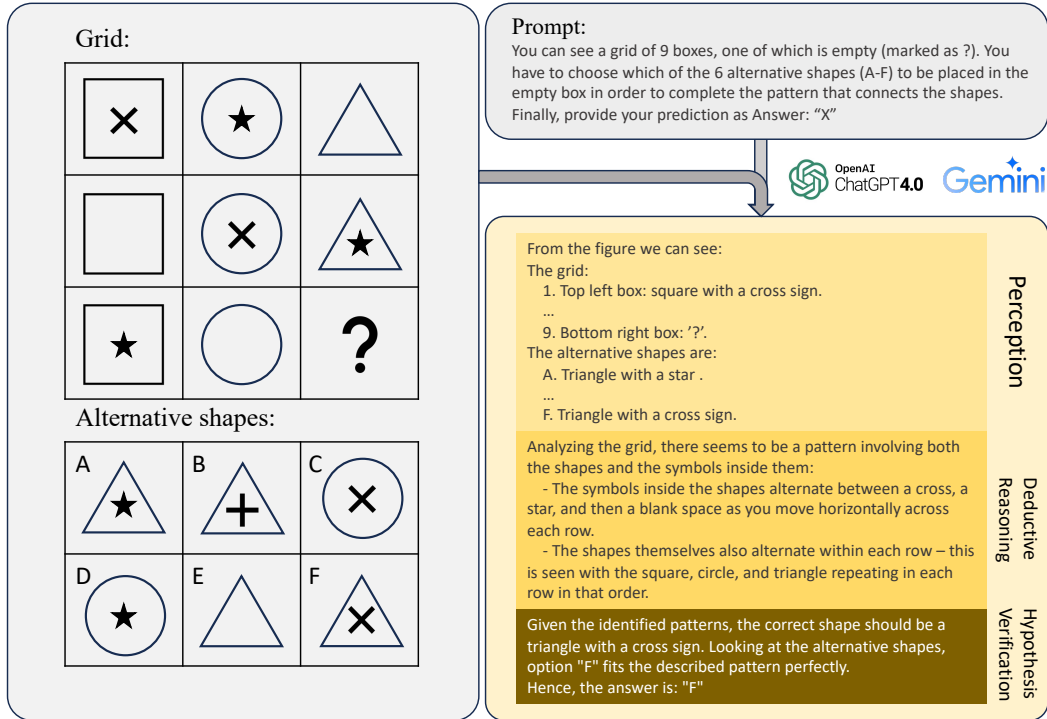 Grid:
?
Alternative shapes:
A
B
C
D
E
F
Prompt:
You can see a grid of 9 boxes, one of which is empty (marked as ?). You
have to choose which of the 6 alternative shapes (A-F) to be placed in the
empty box in order to complete the pattern that connects the shapes.
Finally, provide your prediction as Answer: “X”
OpenAI
ChatGPT 4.0
Gemini
From the figure we can see:
The grid:
1. Top left box: square with a cross sign.
…
9. Bottom right box: ’?’.
The alternative shapes are:
A. Triangle with a star .
…
F. Triangle with a cross sign.
Perception
Analyzing the grid, there seems to be a pattern involving both
the shapes and the symbols inside them:
- The symbols inside the shapes alternate between a cross, a
star, and then a blank space as you move horizontally across
each row.
- The shapes themselves also alternate within each row – this
is seen with the square, circle, and triangle repeating in each
row in that order.
Deductive
Reasoning
Given the identified patterns, the correct shape should be a
triangle with a cross sign. Looking at the alternative shapes,
option "F" fits the described pattern perfectly.
Hence, the answer is: "F"
Hypothesis
Verification